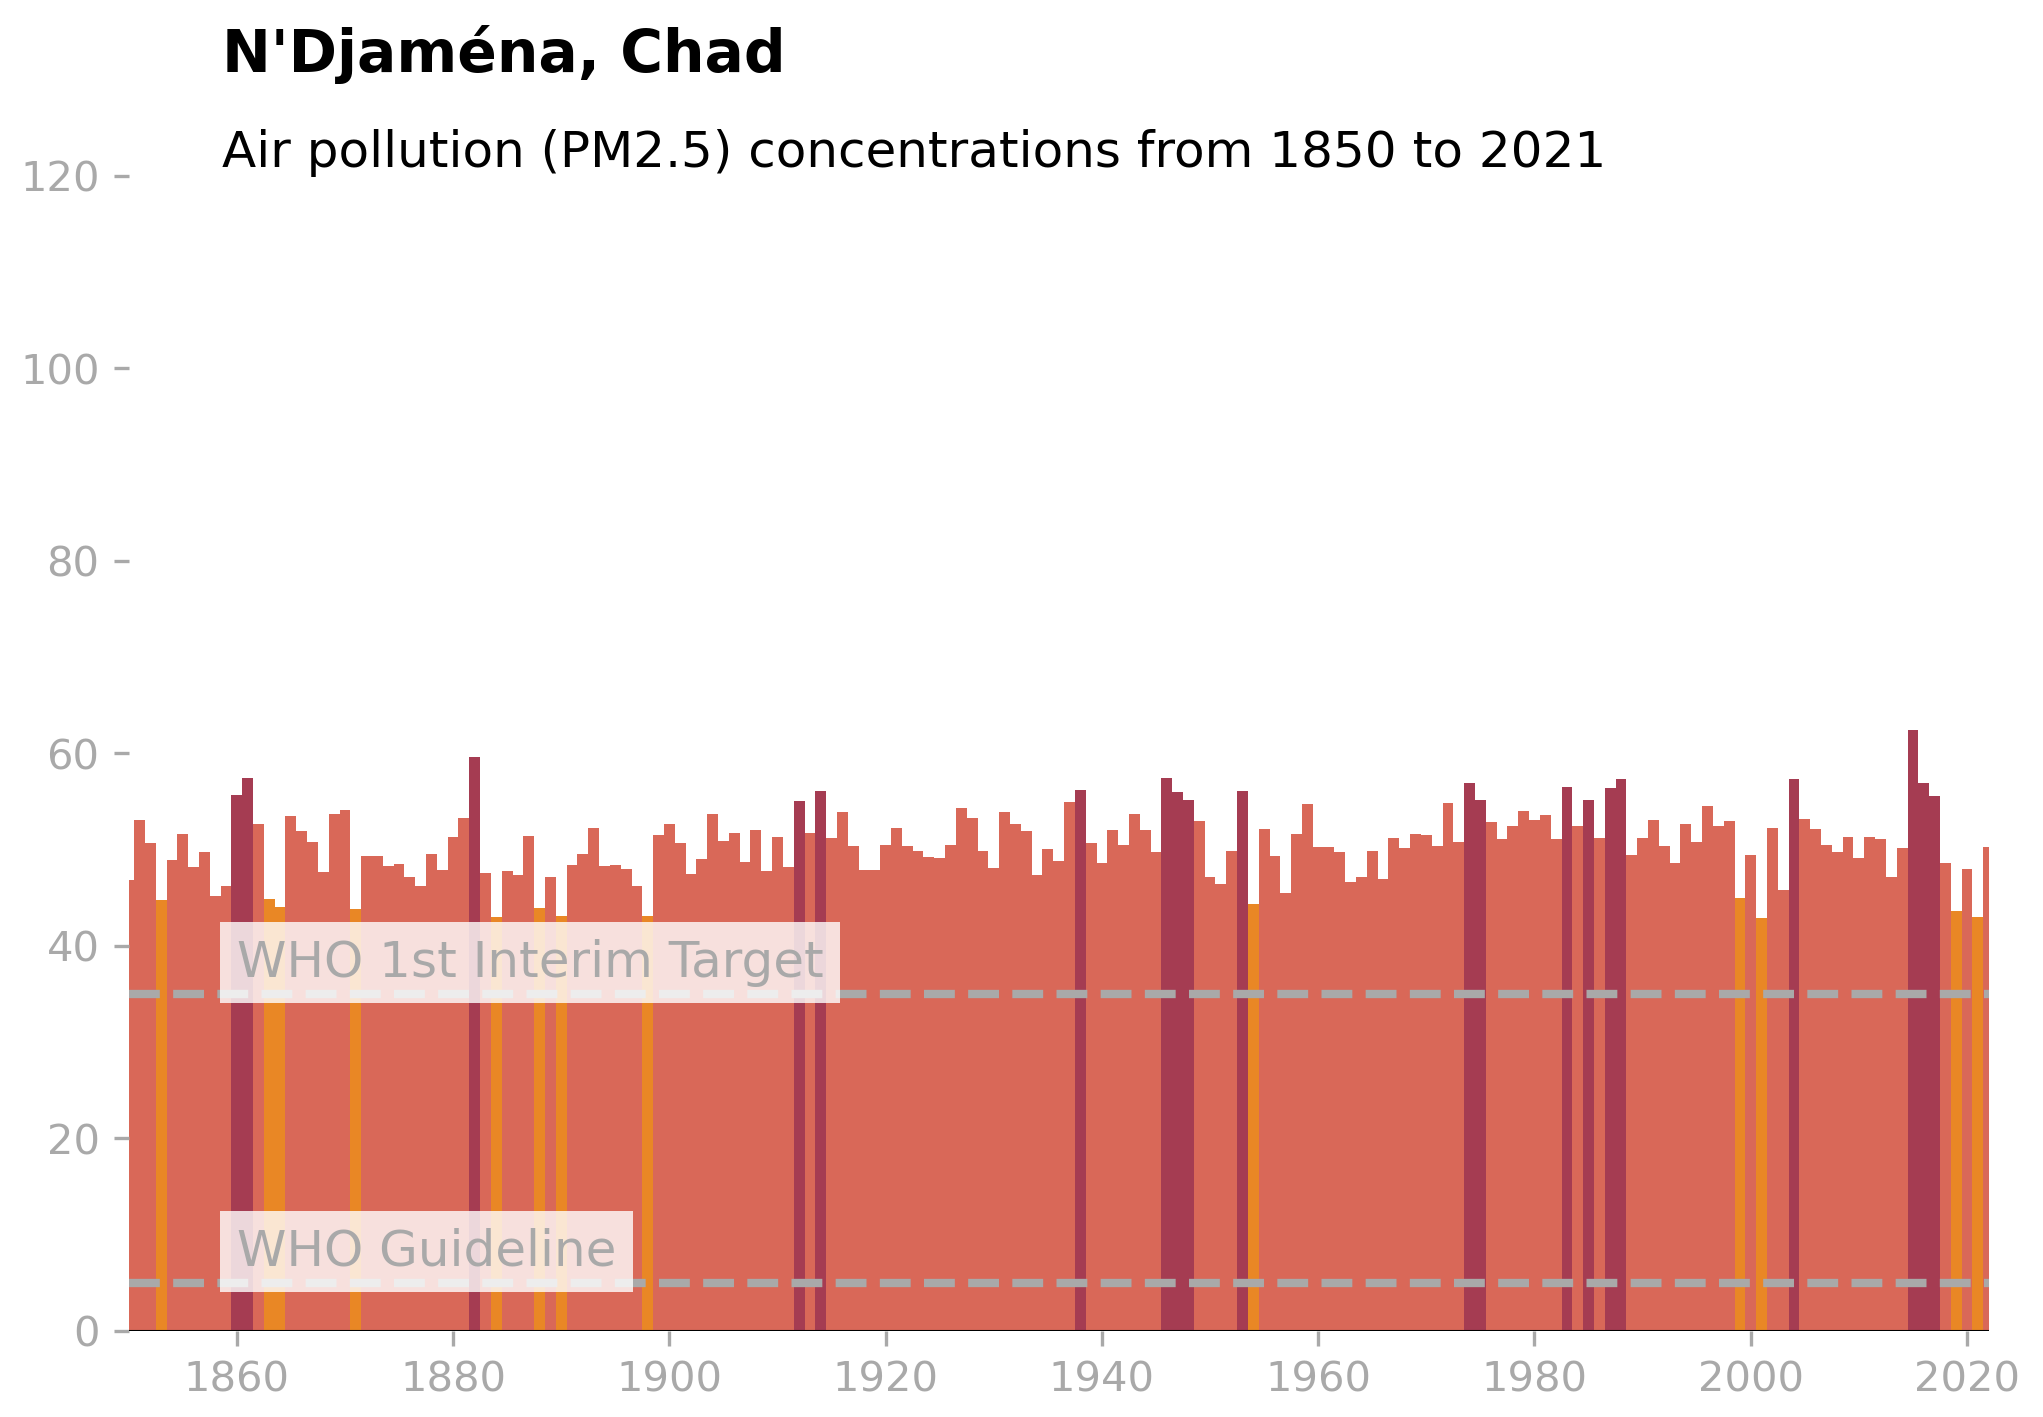 N'Djaména, Chad
Air pollution (PM2.5) concentrations from 1850 to 2021
120
100
80
60
40
20
0
WHO 1st Interim Target
WHO Guideline
1860 1880 1900 1920 1940 1960 1980 2000 2020